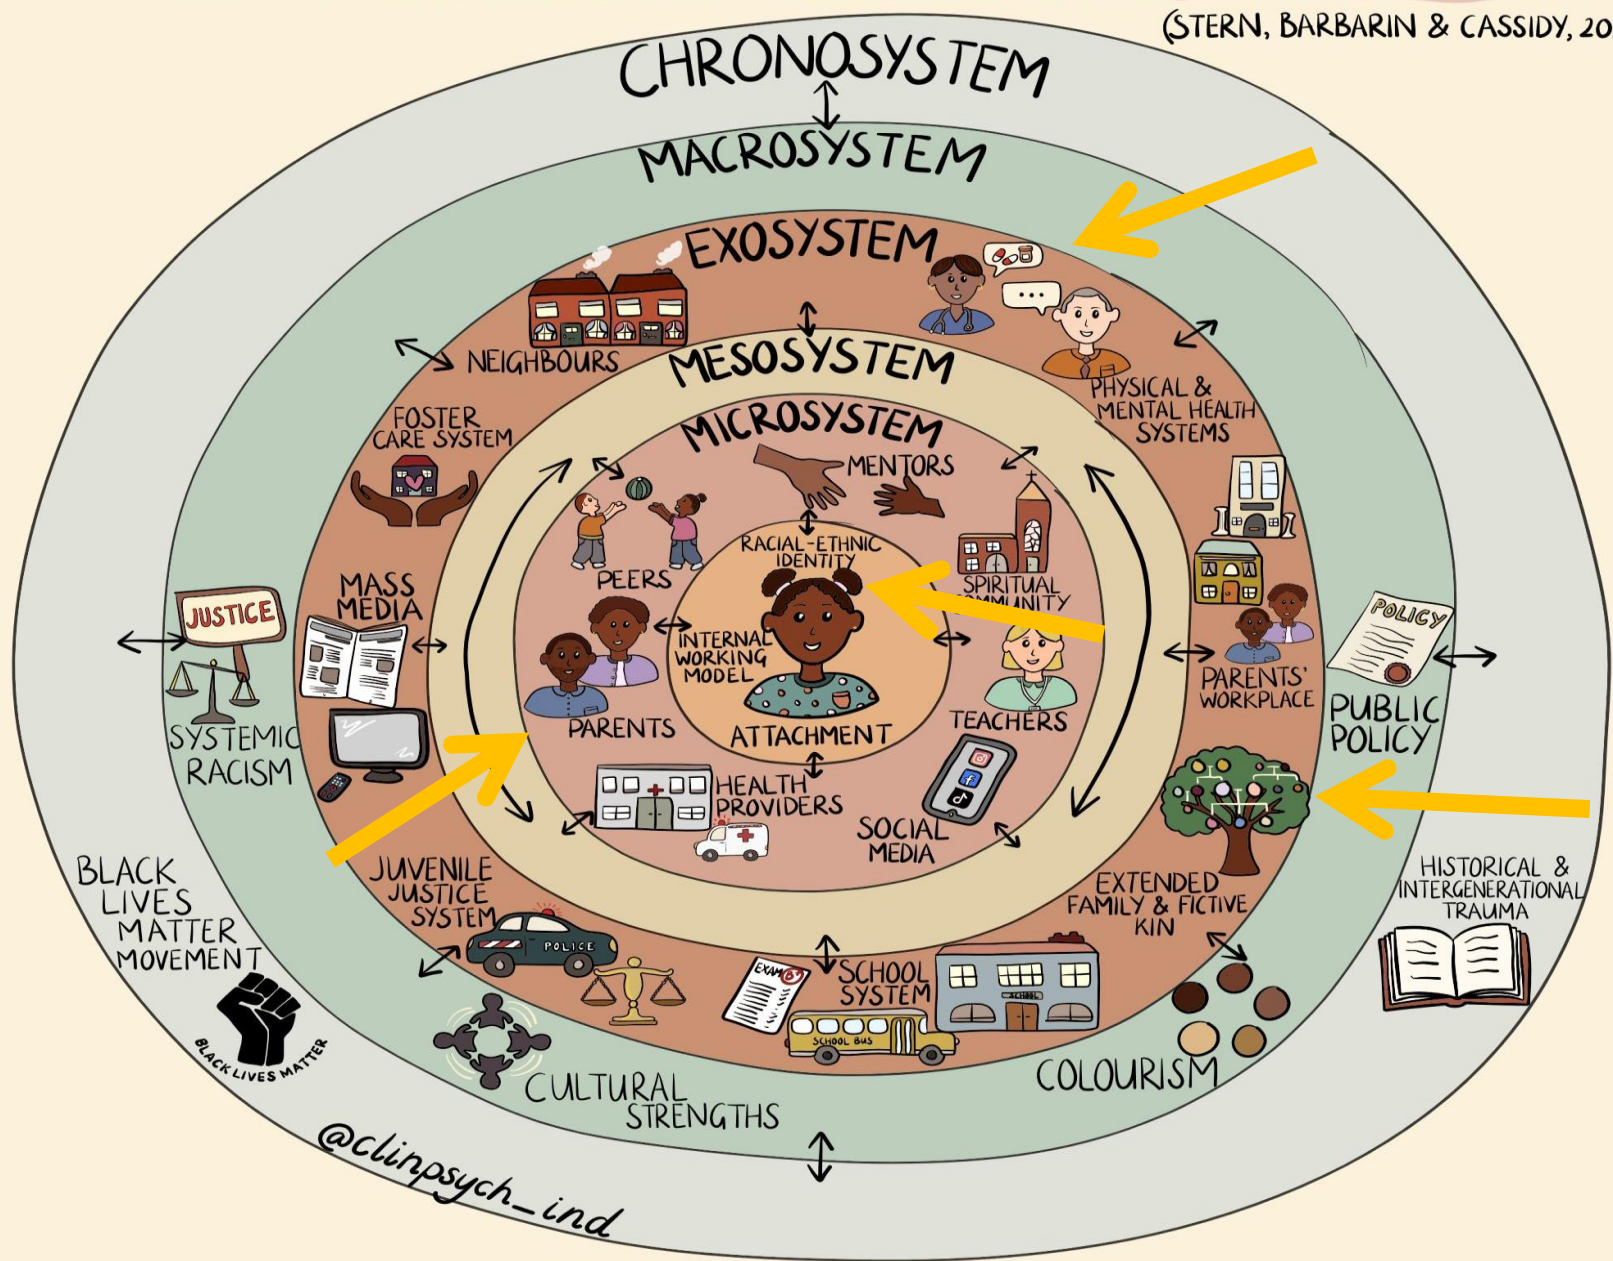 (STERN, BARBARIN & CASSIDY, 20
CHRONOSYSTEM
MACROSYSTEM
EXOSYSTEM
NEIGHBOURS
MESOSYSTEM
PHYSICAL &
MENTAL HEALTH
SYSTEMS
FOSTER
CARE SYSTEM
MICROSYSTEM
MENTORS
RACIAL-ETHNIC
IDENTITY
PEERS
SPIRITUAL
MASS
MEDIA
JUSTICE
POLICY
INTERNAL
WORKING
MODEL
PARENTS'
WORKPLACE
PARENTS
ATTACHMENT
TEACHERS
PUBLIC
POLICY
SYSTEMIC
RACISM
HEALTH
PROVIDERS
SOCIAL
MEDIA
BLACK
LIVES
MATTER
MOVEMENT
JUVENILE
JUSTICE
SYSTEM
POLICE
EXTENDED
FAMILY & FICTIVE
KIN
HISTORICAL &
INTERGENERATIONAL
TRAUMA
EXAM B+
SCHOOL
SYSTEM
SCHOOL
SCHOOL BUS
BLACK LIVES MATTER
CULTURAL
STRENGTHS
COLOURISM
@clinpsych_ind